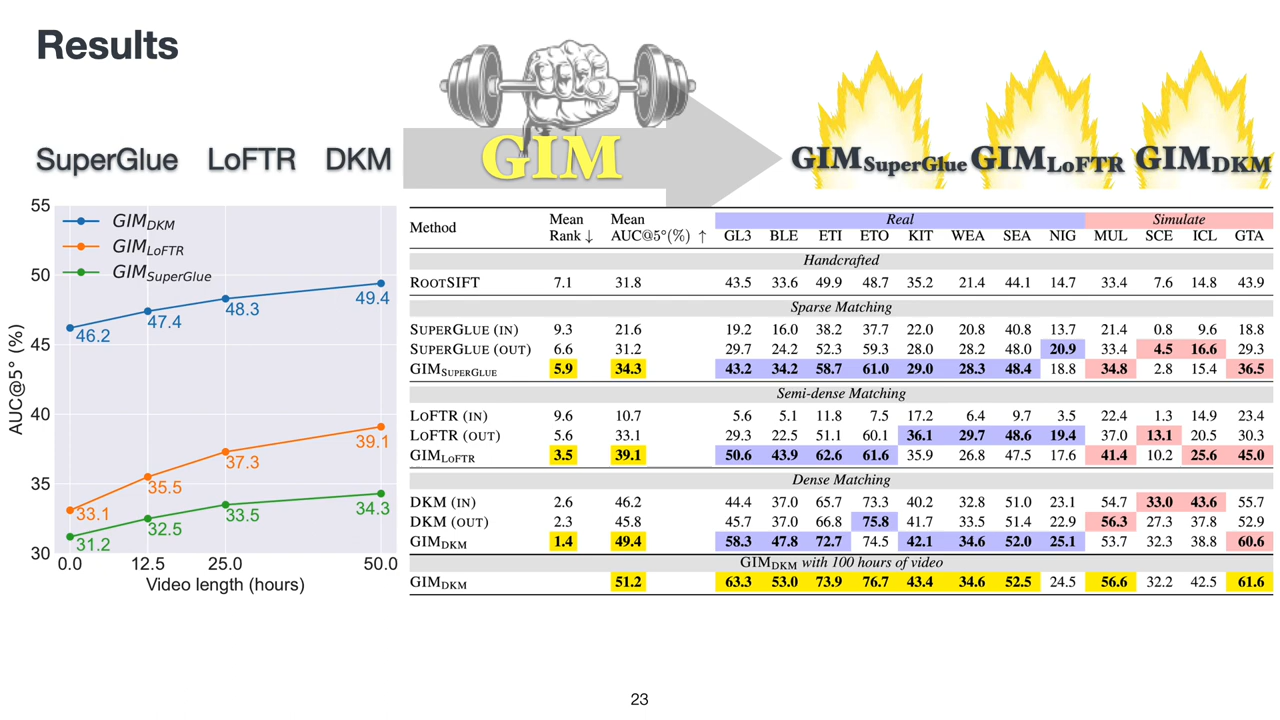 Results
SuperGlue LoFTR DKM
GIM
GIMSuperGlue GIMLoFTR GIMDKM
55
50
45
40
35
30
AUC@5° (%)
GIMDKM
GIMLoFTR
GIMSuperGlue
46.2 47.4 48.3 49.4
33.1 35.5 37.3 39.1
31.2 32.5 33.5 34.3
0.0 12.5 25.0 50.0
Video length (hours)
Real Simulate
Method Mean Rank ↓ Mean AUC@5°(%) ↑ GL3 BLE ETI ETO KIT WEA SEA NIG MUL SCE ICL GTA
Handcrafted
ROOTSIFT 7.1 31.8 43.5 33.6 49.9 48.7 35.2 21.4 44.1 14.7 33.4 7.6 14.8 43.9
Sparse Matching
SUPERGLUE (IN) 9.3 21.6 19.2 16.0 38.2 37.7 22.0 20.8 40.8 13.7 21.4 0.8 9.6 18.8
SUPERGLUE (OUT) 6.6 31.2 29.7 24.2 52.3 59.3 28.0 28.2 48.0 20.9 33.4 4.5 16.6 29.3
GIMSUPERGLUE 5.9 34.3 43.2 34.2 58.7 61.0 29.0 28.3 48.4 18.8 34.8 2.8 15.4 36.5
Semi-dense Matching
LOFTR (IN) 9.6 10.7 5.6 5.1 11.8 7.5 17.2 6.4 9.7 3.5 22.4 1.3 14.9 23.4
LOFTR (OUT) 5.6 33.1 29.3 22.5 51.1 60.1 36.1 29.7 48.6 19.4 37.0 13.1 20.5 30.3
GIMLOFTR 3.5 39.1 50.6 43.9 62.6 61.6 35.9 26.8 47.5 17.6 41.4 10.2 25.6 45.0
Dense Matching
DKM (IN) 2.6 46.2 44.4 37.0 65.7 73.3 40.2 32.8 51.0 23.1 54.7 33.0 43.6 55.7
DKM (OUT) 2.3 45.8 45.7 37.0 66.8 75.8 41.7 33.5 51.4 22.9 56.3 27.3 37.8 52.9
GIMDKM 1.4 49.4 58.3 47.8 72.7 74.5 42.1 34.6 52.0 25.1 53.7 32.3 38.8 60.6
GIMDKM with 100 hours of video
GIMDKM 51.2 63.3 53.0 73.9 76.7 43.4 34.6 52.5 24.5 56.6 32.2 42.5 61.6
23